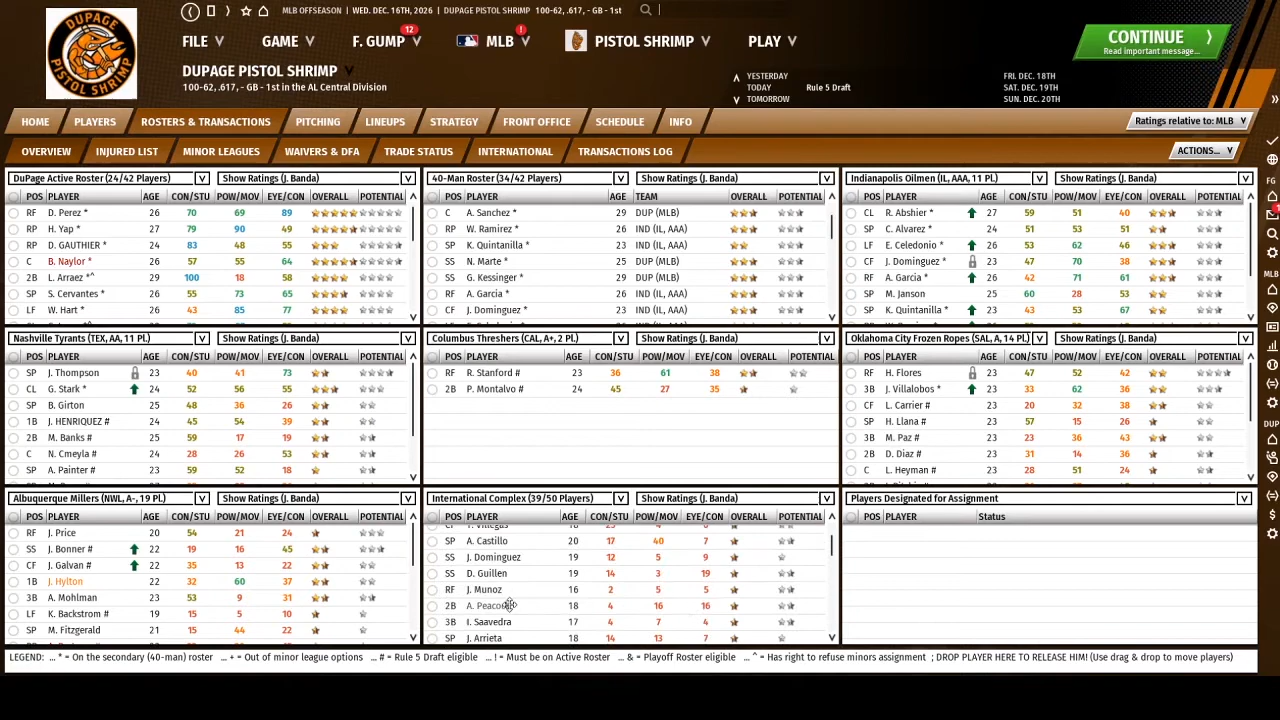 MLB OFFSEASON | WED. DEC. 16TH, 2026 | DUPAGE PISTOL SHRIMP 100-62, .617, - GB - 1st
DUPAGE PISTOL SHRIMP
FILE GAME F. GUMP 12 MLB ! PISTOL SHRIMP PLAY
CONTINUE
Read important message...
DUPAGE PISTOL SHRIMP
100-62, .617, - GB - 1st in the AL Central Division
YESTERDAY
TODAY Rule 5 Draft
TOMORROW
FRI. DEC. 18TH
SAT. DEC. 19TH
SUN. DEC. 20TH
HOME PLAYERS ROSTERS & TRANSACTIONS PITCHING LINEUPS STRATEGY FRONT OFFICE SCHEDULE INFO Ratings relative to: MLB
OVERVIEW INJURED LIST MINOR LEAGUES WAIVERS & DFA TRADE STATUS INTERNATIONAL TRANSACTIONS LOG ACTIONS...
DuPage Active Roster (24/42 Players) Show Ratings (J. Banda)
POS PLAYER AGE CON/STU POW/MOV EYE/CON OVERALL POTENTIAL
RF D. Perez * 26 70 69 89
RP H. Yap * 27 79 90 49
RP D. GAUTHIER * 24 83 48 55
C B. Naylor * 26 57 55 64
2B L. Arraez *^ 29 100 18 58
SP S. Cervantes * 26 55 73 65
LF W. Hart * 26 43 85 77
40-Man Roster (34/42 Players) Show Ratings (J. Banda)
POS PLAYER AGE TEAM OVERALL POTENTIAL
C A. Sanchez * 29 DUP (MLB)
RP W. Ramirez * 26 IND (IL, AAA)
SP K. Quintanilla * 23 IND (IL, AAA)
SS N. Marte * 25 DUP (MLB)
SS G. Kessinger * 29 DUP (MLB)
RF A. Garcia * 26 IND (IL, AAA)
CF J. Dominguez * 23 IND (IL, AAA)
Indianapolis Oilmen (IL, AAA, 11 Pl.) Show Ratings (J. Banda)
POS PLAYER AGE CON/STU POW/MOV EYE/CON OVERALL POTENTIAL
CL R. Abshier * 27 59 51 40
SP C. Alvarez * 24 51 53 51
LF E. Celedonio * 26 53 62 46
CF J. Dominguez * 23 47 70 38
RF A. Garcia * 26 42 71 61
SP M. Janson 25 60 28 53
SP K. Quintanilla * 23 43 53 67
Nashville Tyrants (TEX, AA, 11 Pl.) Show Ratings (J. Banda)
POS PLAYER AGE CON/STU POW/MOV EYE/CON OVERALL POTENTIAL
SP J. Thompson 23 40 41 73
CL G. Stark * 24 52 56 55
SP B. Girton 25 48 36 26
1B J. HENRIQUEZ # 24 45 54 39
2B M. Banks # 25 59 17 19
C N. Cmeyla # 24 28 26 53
SP A. Painter # 23 59 52 18
Columbus Threshers (CAL, A+, 2 Pl.) Show Ratings (J. Banda)
POS PLAYER AGE CON/STU POW/MOV EYE/CON OVERALL POTENTIAL
RF R. Stanford # 23 36 61 38
2B P. Montalvo # 24 45 27 35
Oklahoma City Frozen Ropes (SAL, A, 14 Pl.) Show Ratings (J. Banda)
POS PLAYER AGE CON/STU POW/MOV EYE/CON OVERALL POTENTIAL
RF H. Flores 23 47 52 42
3B J. Villalobos * 23 33 62 36
CF L. Carrier # 23 20 32 38
SP H. Llana # 23 57 15 26
3B M. Paz # 23 23 36 43
2B D. Diaz # 23 31 14 36
C L. Heyman # 23 28 51 24
Albuquerque Millers (NWL, A-, 19 Pl.) Show Ratings (J. Banda)
POS PLAYER AGE CON/STU POW/MOV EYE/CON OVERALL POTENTIAL
RF J. Price 20 54 21 24
SS J. Bonner # 22 19 16 45
CF J. Galvan # 22 35 13 22
1B J. Hylton 22 32 60 37
3B A. Mohlman 23 53 9 31
LF K. Backstrom # 19 15 5 10
SP M. Fitzgerald 21 15 44 22
International Complex (39/50 Players) Show Ratings (J. Banda)
POS PLAYER AGE CON/STU POW/MOV EYE/CON OVERALL POTENTIAL
SP A. Castillo 20 17 40 7
SS J. Dominguez 19 12 5 9
SS D. Guillen 19 14 3 19
RF J. Munoz 16 2 5 5
2B 18 4 16 16
3B I. Saavedra 17 4 7 4
SP J. Arrieta 18 14 13 7
Players Designated for Assignment
POS PLAYER Status
LEGEND: ... * = On the secondary (40-man) roster ... + = Out of minor league options ... # = Rule 5 Draft eligible ... ! = Must be on Active Roster ... & = Playoff Roster eligible ... ^ = Has right to refuse minors assignment ; DROP PLAYER HERE TO RELEASE HIM! (Use drag & drop to move players)
FG
MLB
DUP